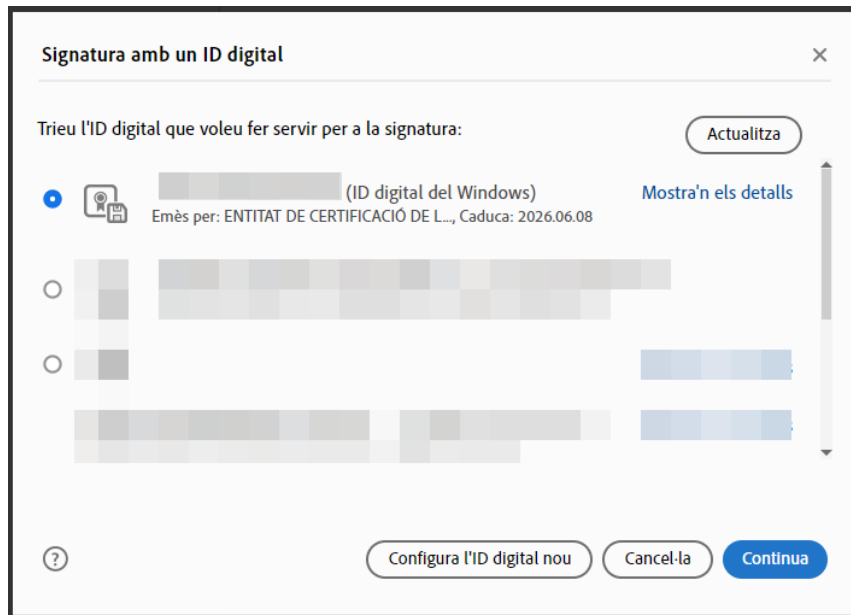 Signatura amb un ID digital
Trieu l'ID digital que voleu fer servir per a la signatura:
Actualitza
(ID digital del Windows)
Mostra'n els detalls
Emès per: ENTITAT DE CERTIFICACIÓ DE L..., Caduca: 2026.06.08
Configura l'ID digital nou
Cancel·la
Continua